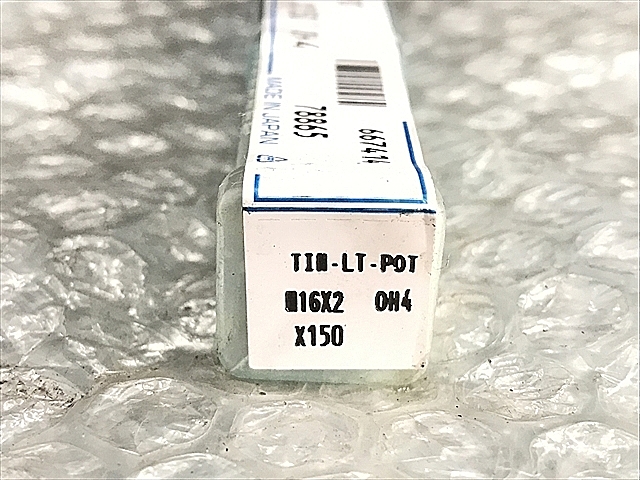 TIN-LT-POT
M16X2 OH4
X150
MADE IN JAPAN
78865
667414